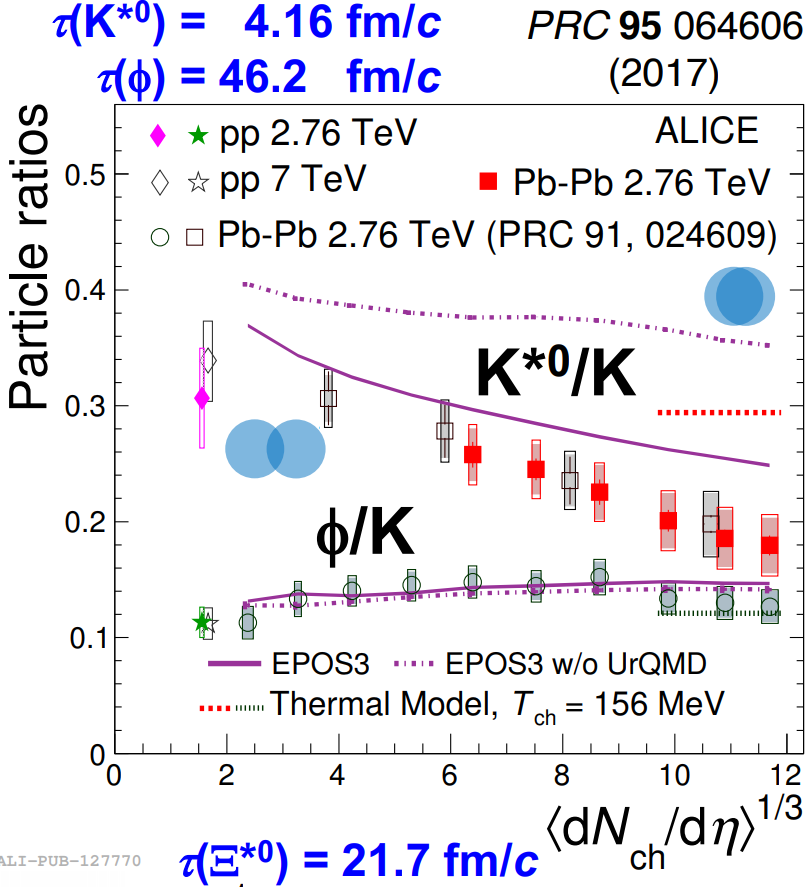 τ(K*⁰) = 4.16 fm/c
PRC 95 064606
τ(ϕ) = 46.2 fm/c
(2017)
Particle ratios
pp 2.76 TeV
ALICE
pp 7 TeV
Pb-Pb 2.76 TeV
Pb-Pb 2.76 TeV (PRC 91, 024609)
0.5
0.4
0.3
0.2
0.1
0
K*⁰/K
ϕ/K
EPOS3
EPOS3 w/o UrQMD
Thermal Model, T_ch = 156 MeV
0 2 4 6 8 10 12
⟨dN_ch/dη⟩^1/3
ALI-PUB-127770
τ(Ξ*⁰) = 21.7 fm/c